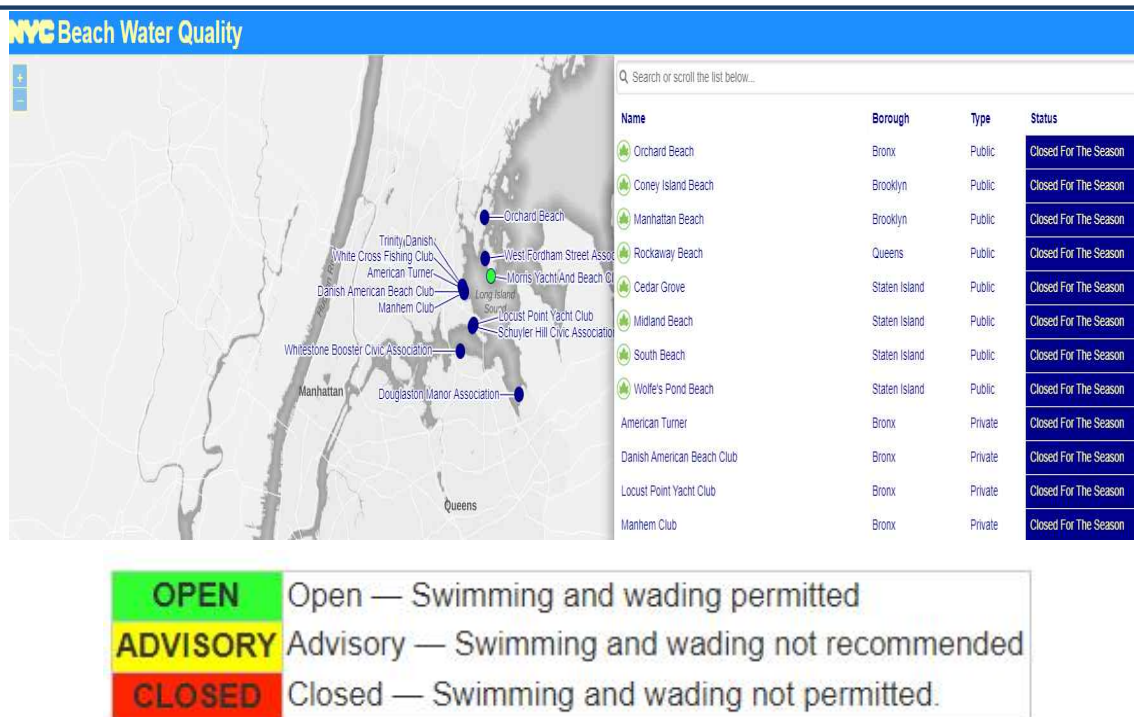 NYC Beach Water Quality
+
−
Search or scroll the list below...
Name Borough Type Status
Orchard Beach Bronx Public Closed For The Season
Coney Island Beach Brooklyn Public Closed For The Season
Manhattan Beach Brooklyn Public Closed For The Season
Rockaway Beach Queens Public Closed For The Season
Cedar Grove Staten Island Public Closed For The Season
Midland Beach Staten Island Public Closed For The Season
South Beach Staten Island Public Closed For The Season
Wolfe's Pond Beach Staten Island Public Closed For The Season
American Turner Bronx Private Closed For The Season
Danish American Beach Club Bronx Private Closed For The Season
Locust Point Yacht Club Bronx Private Closed For The Season
Manhem Club Bronx Private Closed For The Season
Orchard Beach
Trinity Danish
West Fordham Street Assoc
White Cross Fishing Club
American Turner
Morris Yacht And Beach Cl
Danish American Beach Club
Long Island
Sound
Manhem Club
Locust Point Yacht Club
Schuyler Hill Civic Association
Whitestone Booster Civic Association
Manhattan
Douglaston Manor Association
Queens
OPEN Open — Swimming and wading permitted
ADVISORY Advisory — Swimming and wading not recommended
CLOSED Closed — Swimming and wading not permitted.